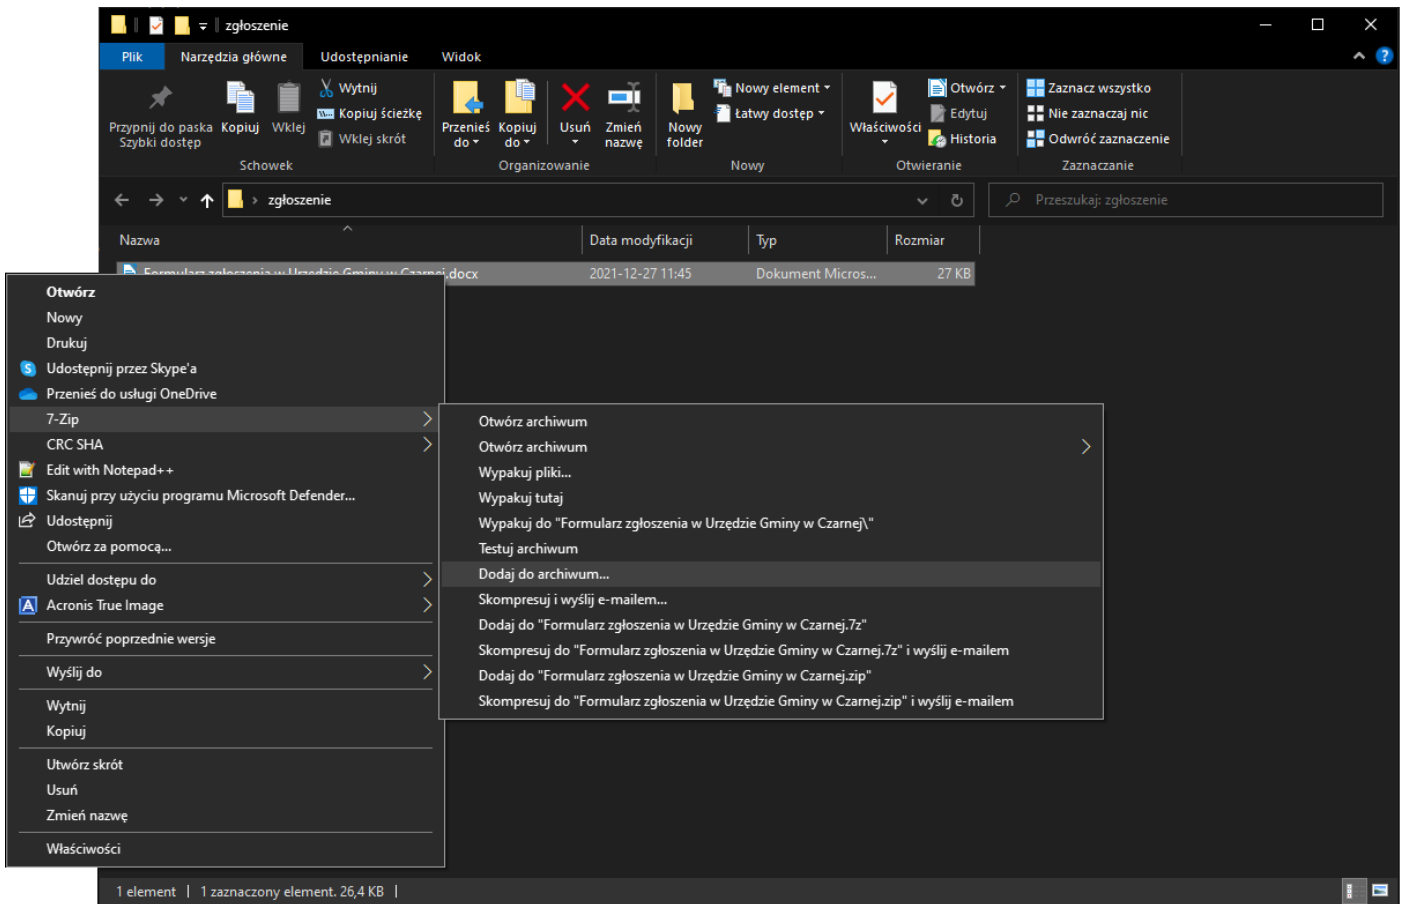 zgłoszenie
Plik Narzędzia główne Udostępnianie Widok
Przypnij do paska Szybki dostęp
Kopiuj
Wklej
Wytnij
Kopiuj ścieżkę
Wklej skrót
Schowek
Przenieś do
Kopiuj do
Usuń
Zmień nazwę
Organizowanie
Nowy folder
Nowy element
Łatwy dostęp
Nowy
Właściwości
Otwórz
Edytuj
Historia
Otwieranie
Zaznacz wszystko
Nie zaznaczaj nic
Odwróć zaznaczenie
Zaznaczanie
zgłoszenie
Przeszukaj: zgłoszenie
Nazwa Data modyfikacji Typ Rozmiar
Formularz zgłoszenia w Urzędzie Gminy w Czarnej.docx 2021-12-27 11:45 Dokument Micros... 27 KB
Otwórz
Nowy
Drukuj
Udostępnij przez Skype'a
Przenieś do usługi OneDrive
7-Zip
CRC SHA
Edit with Notepad++
Skanuj przy użyciu programu Microsoft Defender...
Udostępnij
Otwórz za pomocą...
Udziel dostępu do
Acronis True Image
Przywróć poprzednie wersje
Wyślij do
Wytnij
Kopiuj
Utwórz skrót
Usuń
Zmień nazwę
Właściwości
Otwórz archiwum
Otwórz archiwum
Wypakuj pliki...
Wypakuj tutaj
Wypakuj do "Formularz zgłoszenia w Urzędzie Gminy w Czarnej\"
Testuj archiwum
Dodaj do archiwum...
Skompresuj i wyślij e-mailem...
Dodaj do "Formularz zgłoszenia w Urzędzie Gminy w Czarnej.7z"
Skompresuj do "Formularz zgłoszenia w Urzędzie Gminy w Czarnej.7z" i wyślij e-mailem
Dodaj do "Formularz zgłoszenia w Urzędzie Gminy w Czarnej.zip"
Skompresuj do "Formularz zgłoszenia w Urzędzie Gminy w Czarnej.zip" i wyślij e-mailem
1 element 1 zaznaczony element. 26,4 KB